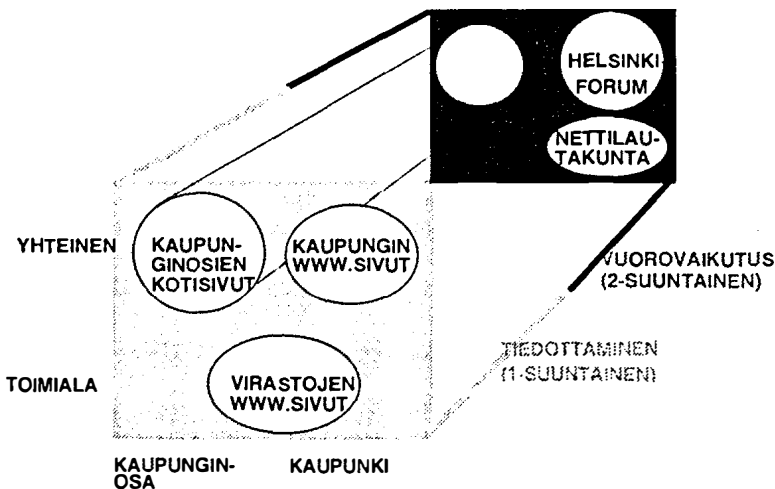 HELSINKI-
FORUM
NETTILAU-
TAKUNTA
YHTEINEN
KAUPUN-
GINOSIEN
KOTISIVUT
KAUPUNGIN
WWW.SIVUT
VUOROVAIKUTUS
(2-SUUNTAINEN)
TIEDOTTAMINEN
(1-SUUNTAINEN)
TOIMIALA
VIRASTOJEN
WWW.SIVUT
KAUPUNGIN-
OSA
KAUPUNKI